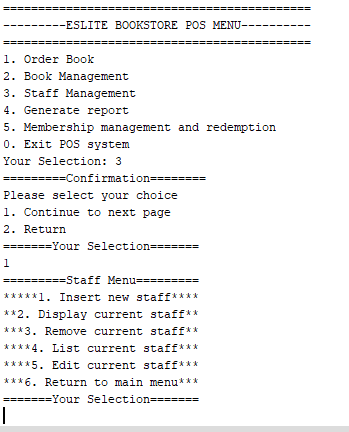 ============================================
---------ESLITE BOOKSTORE POS MENU----------
============================================
1. Order Book
2. Book Management
3. Staff Management
4. Generate report
5. Membership management and redemption
0. Exit POS system
Your Selection: 3
=========Confirmation========
Please select your choice
1. Continue to next page
2. Return
=======Your Selection=======
1
=========Staff Menu=========
*****1. Insert new staff****
**2. Display current staff**
***3. Remove current staff**
****4. List current staff***
****5. Edit current staff***
***6. Return to main menu***
=======Your Selection=======